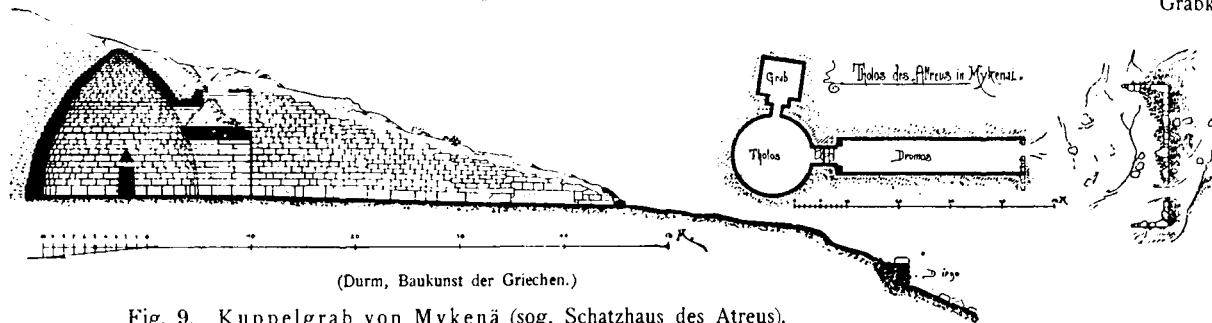 Grabk
Tholos des Atreus in Mykenai.
Grab
Tholos
Dromos
M
(Durm, Baukunst der Griechen.)
Fig. 9. Kuppelgrab von Mykenä (sog. Schatzhaus des Atreus).